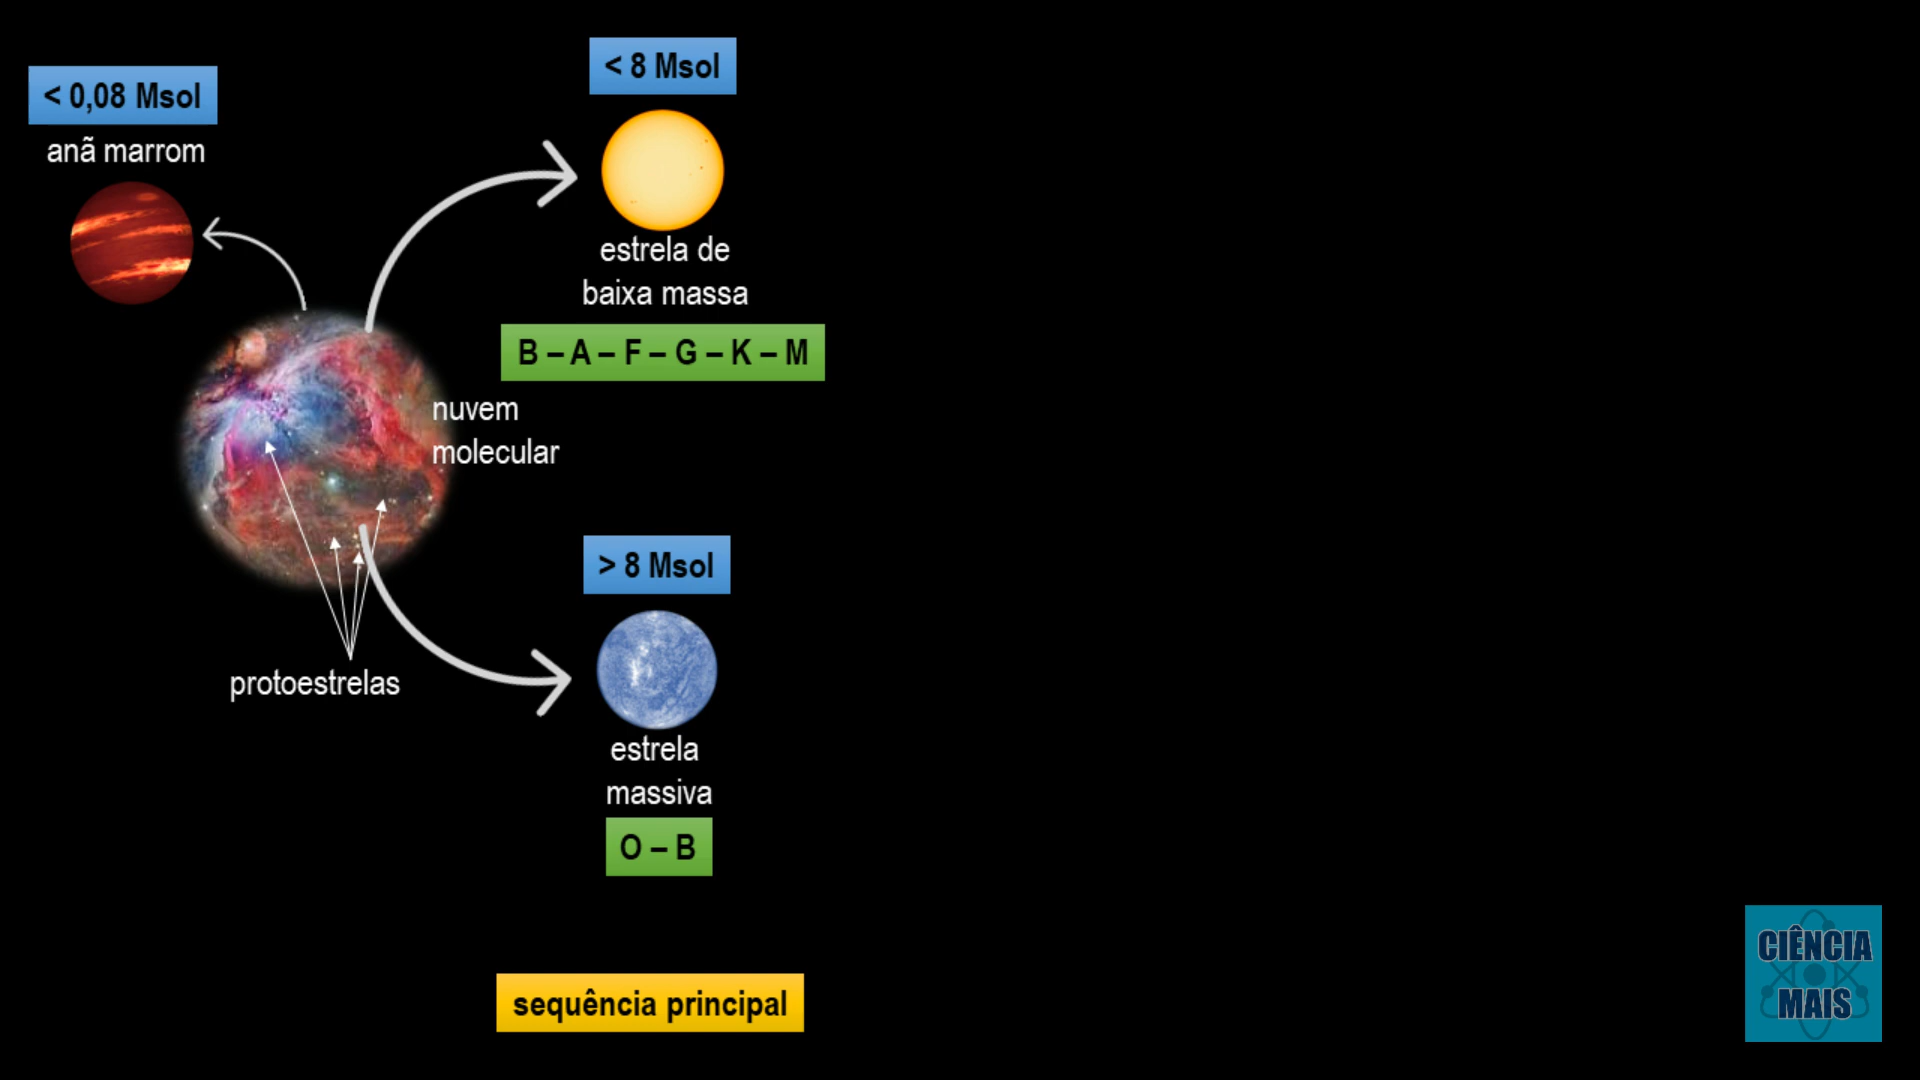 < 0,08 Msol
anã marrom
< 8 Msol
estrela de
baixa massa
B – A – F – G – K – M
nuvem
molecular
protoestrelas
> 8 Msol
estrela
massiva
O – B
sequência principal
CIÊNCIA
MAIS